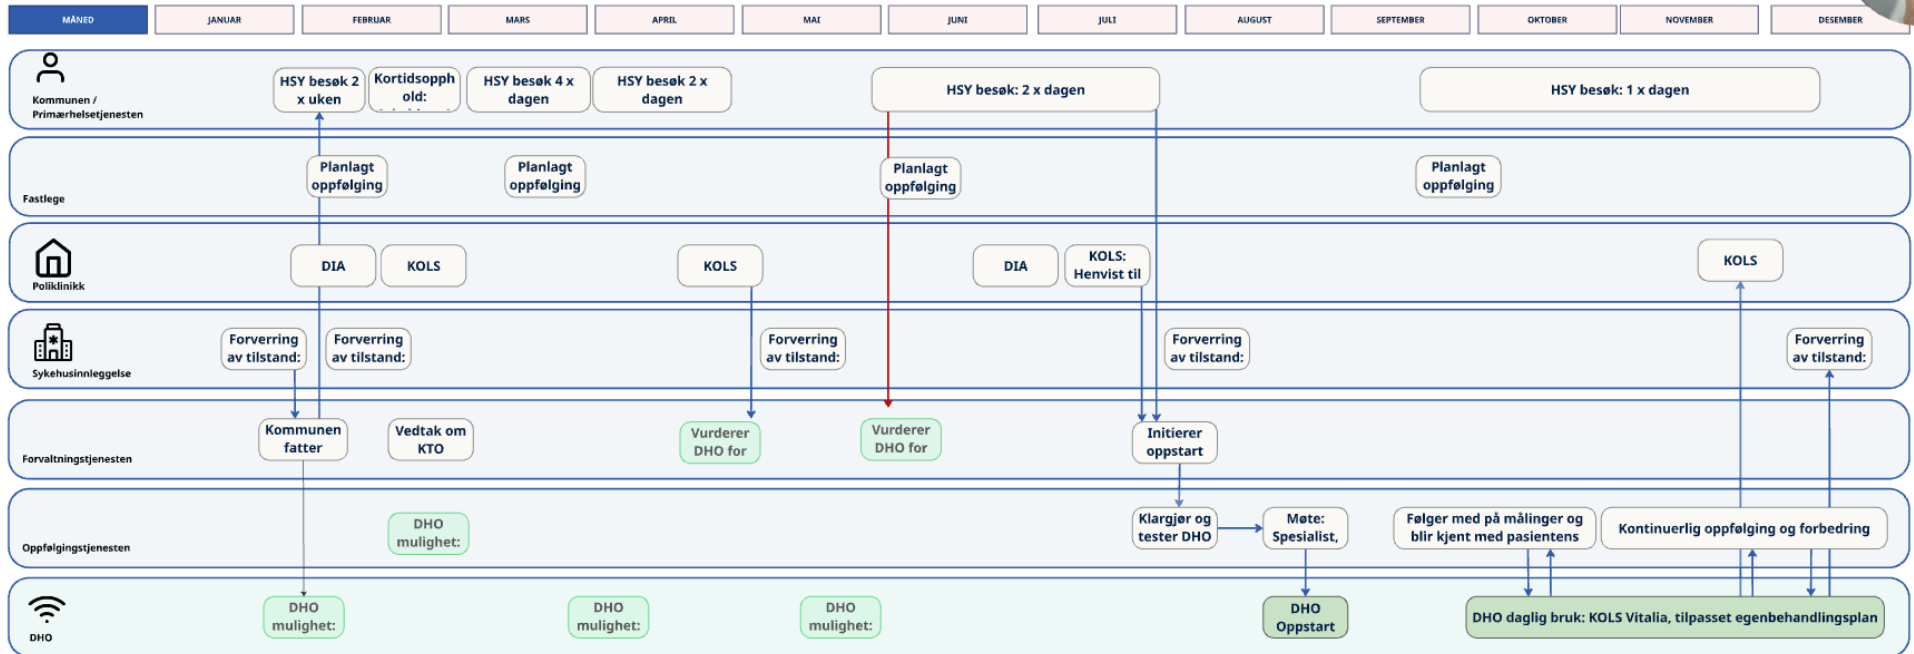 MÅNED
JANUAR
FEBRUAR
MARS
APRIL
MAI
JUNI
JULI
AUGUST
SEPTEMBER
OKTOBER
NOVEMBER
DESEMBER
Kommunen /
Primærhelsetjenesten
HSY besøk 2
x uken
Kortidsopph
old:
HSY besøk 4 x
dagen
HSY besøk 2 x
dagen
HSY besøk: 2 x dagen
HSY besøk: 1 x dagen
Fastlege
Planlagt
oppfølging
Planlagt
oppfølging
Planlagt
oppfølging
Planlagt
oppfølging
Poliklinikk
DIA
KOLS
KOLS
DIA
KOLS:
Henvist til
KOLS
Sykehusinnleggelse
Forverring
av tilstand:
Forverring
av tilstand:
Forverring
av tilstand:
Forverring
av tilstand:
Forverring
av tilstand:
Forvaltningstjenesten
Kommunen
fatter
Vedtak om
KTO
Vurderer
DHO for
Vurderer
DHO for
Initierer
oppstart
Oppfølgingstjenesten
DHO
mulighet:
Klargjør og
tester DHO
Møte:
Spesialist,
Følger med på målinger og
blir kjent med pasientens
Kontinuerlig oppfølging og forbedring
DHO
DHO
mulighet:
DHO
mulighet:
DHO
mulighet:
DHO
Oppstart
DHO daglig bruk: KOLS Vitalia, tilpasset egenbehandlingsplan